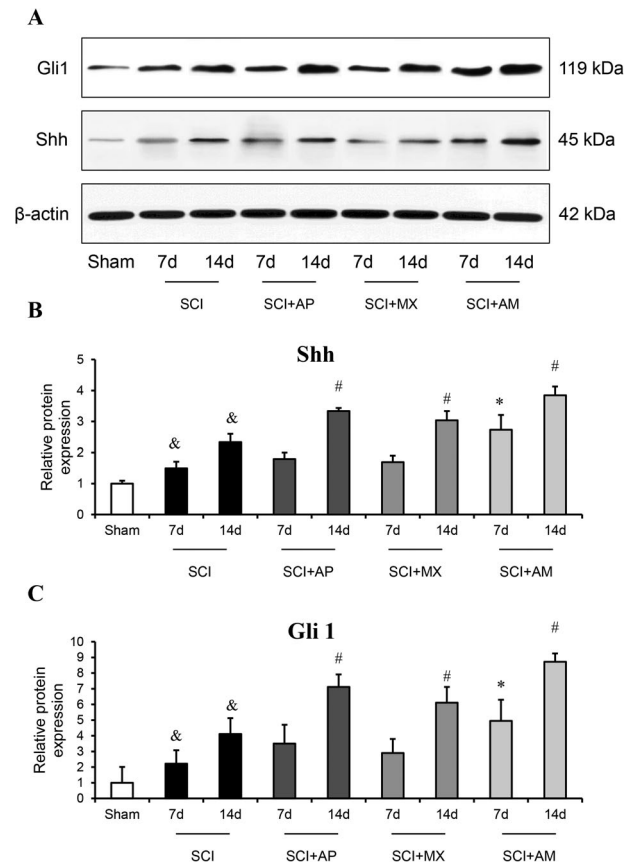 A
Gli1 119 kDa
Shh 45 kDa
β-actin 42 kDa
Sham 7d 14d 7d 14d 7d 14d 7d 14d
SCI SCI+AP SCI+MX SCI+AM
B
Shh
Relative protein
expression
5
4
3
2
1
0
& & # # * #
Sham 7d 14d 7d 14d 7d 14d 7d 14d
SCI SCI+AP SCI+MX SCI+AM
C
Gli 1
Relative protein
expression
10
9
8
7
6
5
4
3
2
1
0
& & # # * #
Sham 7d 14d 7d 14d 7d 14d 7d 14d
SCI SCI+AP SCI+MX SCI+AM